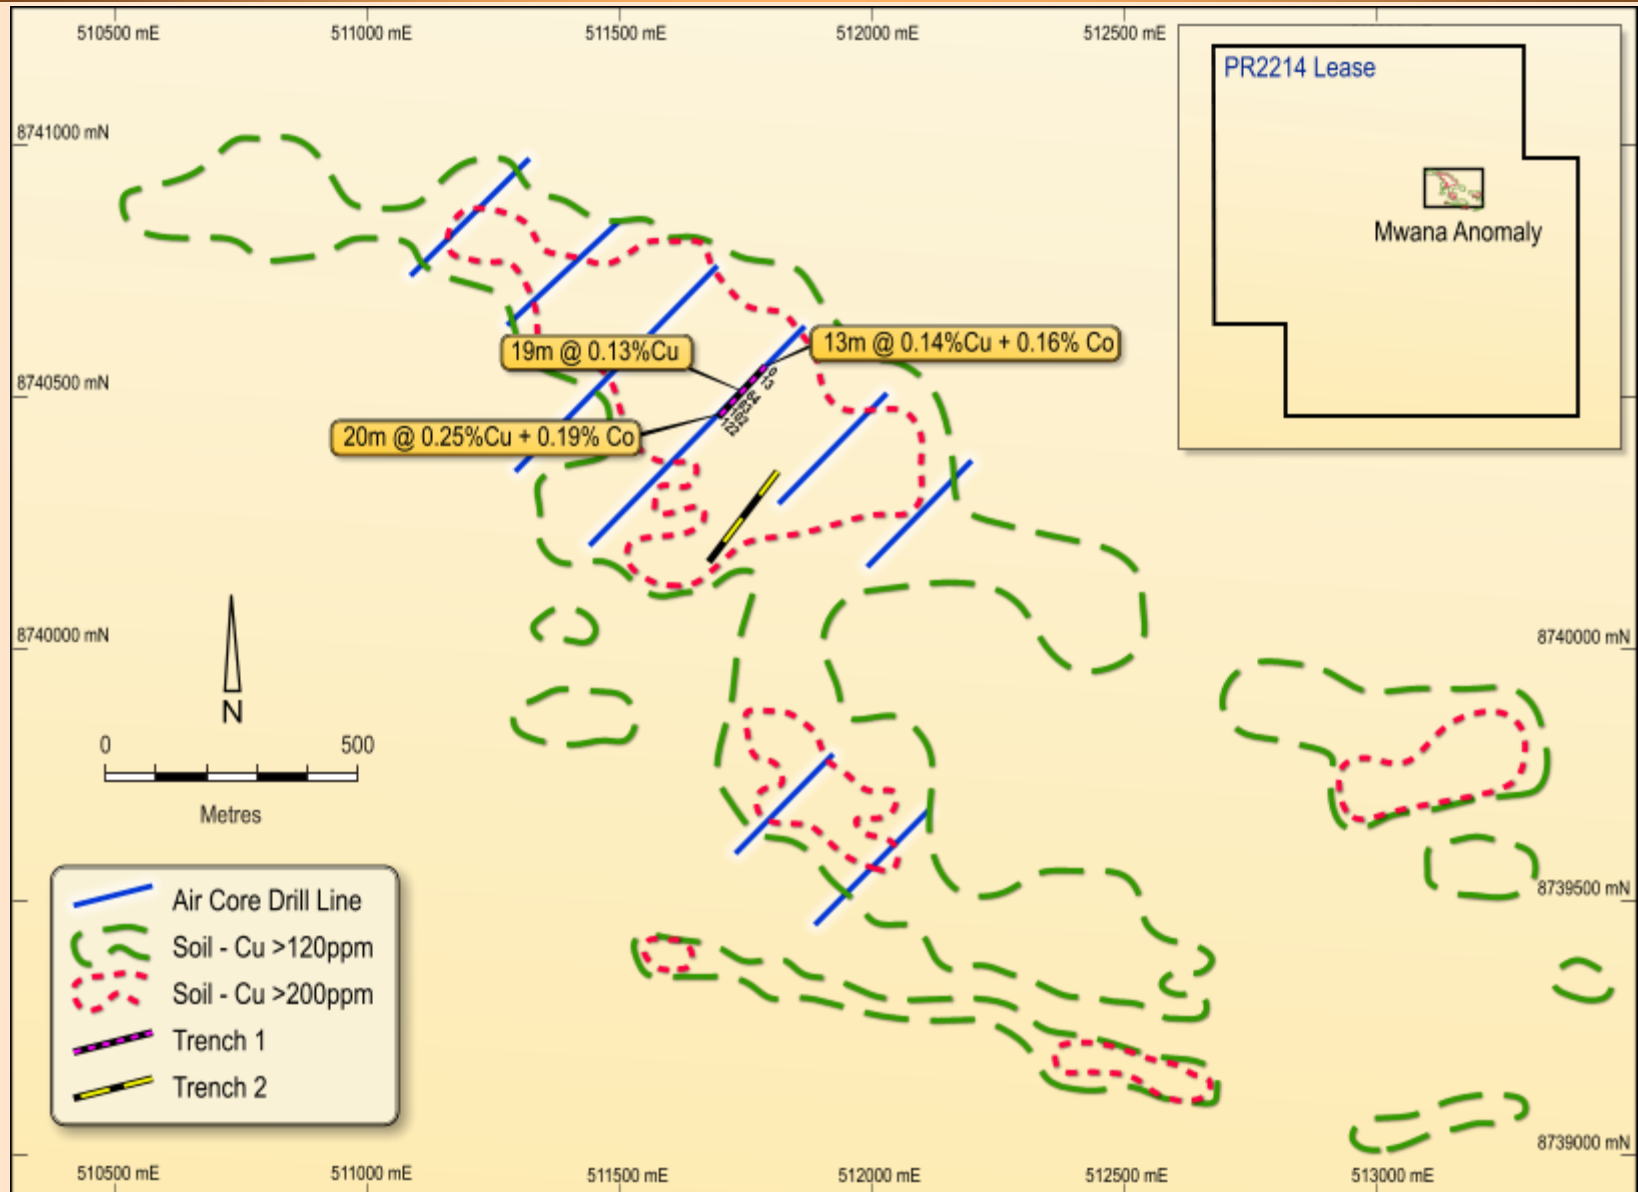 510500 mE
511000 mE
511500 mE
512000 mE
512500 mE
PR2214 Lease
Mwana Anomaly
8741000 mN
8740500 mN
19m @ 0.13%Cu
13m @ 0.14%Cu + 0.16% Co
20m @ 0.25%Cu + 0.19% Co
8740000 mN
8740000 mN
N
0
500
Metres
8739500 mN
Air Core Drill Line
Soil - Cu >120ppm
Soil - Cu >200ppm
Trench 1
Trench 2
8739000 mN
510500 mE
511000 mE
511500 mE
512000 mE
512500 mE
513000 mE